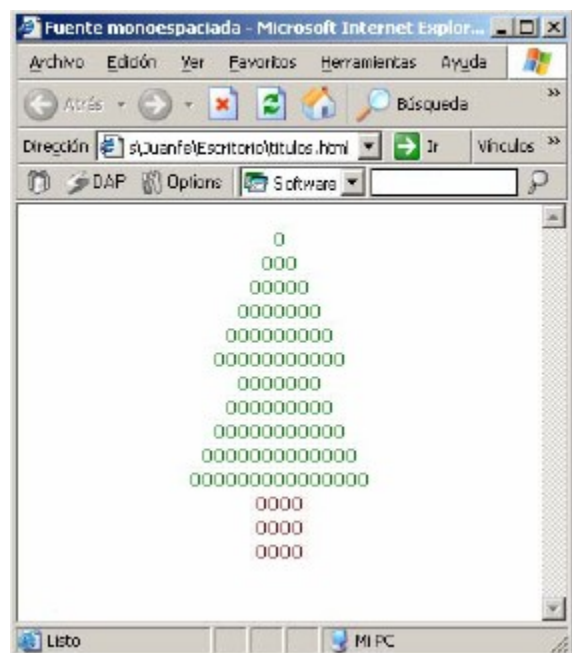 Fuente monoespaciada - Microsoft Internet Explor...
Archivo Edición Ver Favoritos Herramientas Ayuda
Atrás Búsqueda »
Dirección s\Juanfe\Escritorio\titulos.html Ir Vínculos »
DAP Options Software
0
000
00000
0000000
000000000
00000000000
0000000
000000000
00000000000
0000000000000
000000000000000
0000
0000
0000
Listo Mi PC